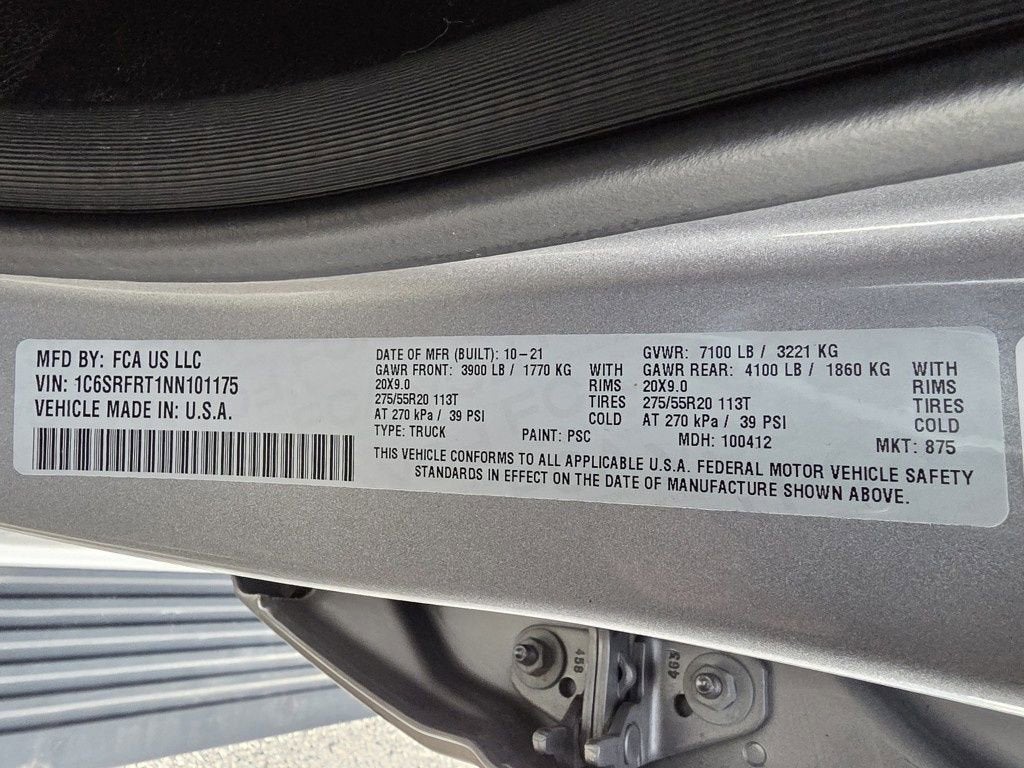 MFD BY: FCA US LLC
VIN: 1C6SRFRT1NN101175
VEHICLE MADE IN: U.S.A.
DATE OF MFR (BUILT): 10-21 GVWR: 7100 LB / 3221 KG
GAWR FRONT: 3900 LB / 1770 KG WITH GAWR REAR: 4100 LB / 1860 KG WITH
20X9.0 RIMS 20X9.0 RIMS
275/55R20 113T TIRES 275/55R20 113T TIRES
AT 270 kPa / 39 PSI COLD AT 270 kPa / 39 PSI COLD
TYPE: TRUCK PAINT: PSC MDH: 100412 MKT: 875
THIS VEHICLE CONFORMS TO ALL APPLICABLE U.S.A. FEDERAL MOTOR VEHICLE SAFETY
STANDARDS IN EFFECT ON THE DATE OF MANUFACTURE SHOWN ABOVE.
458
463